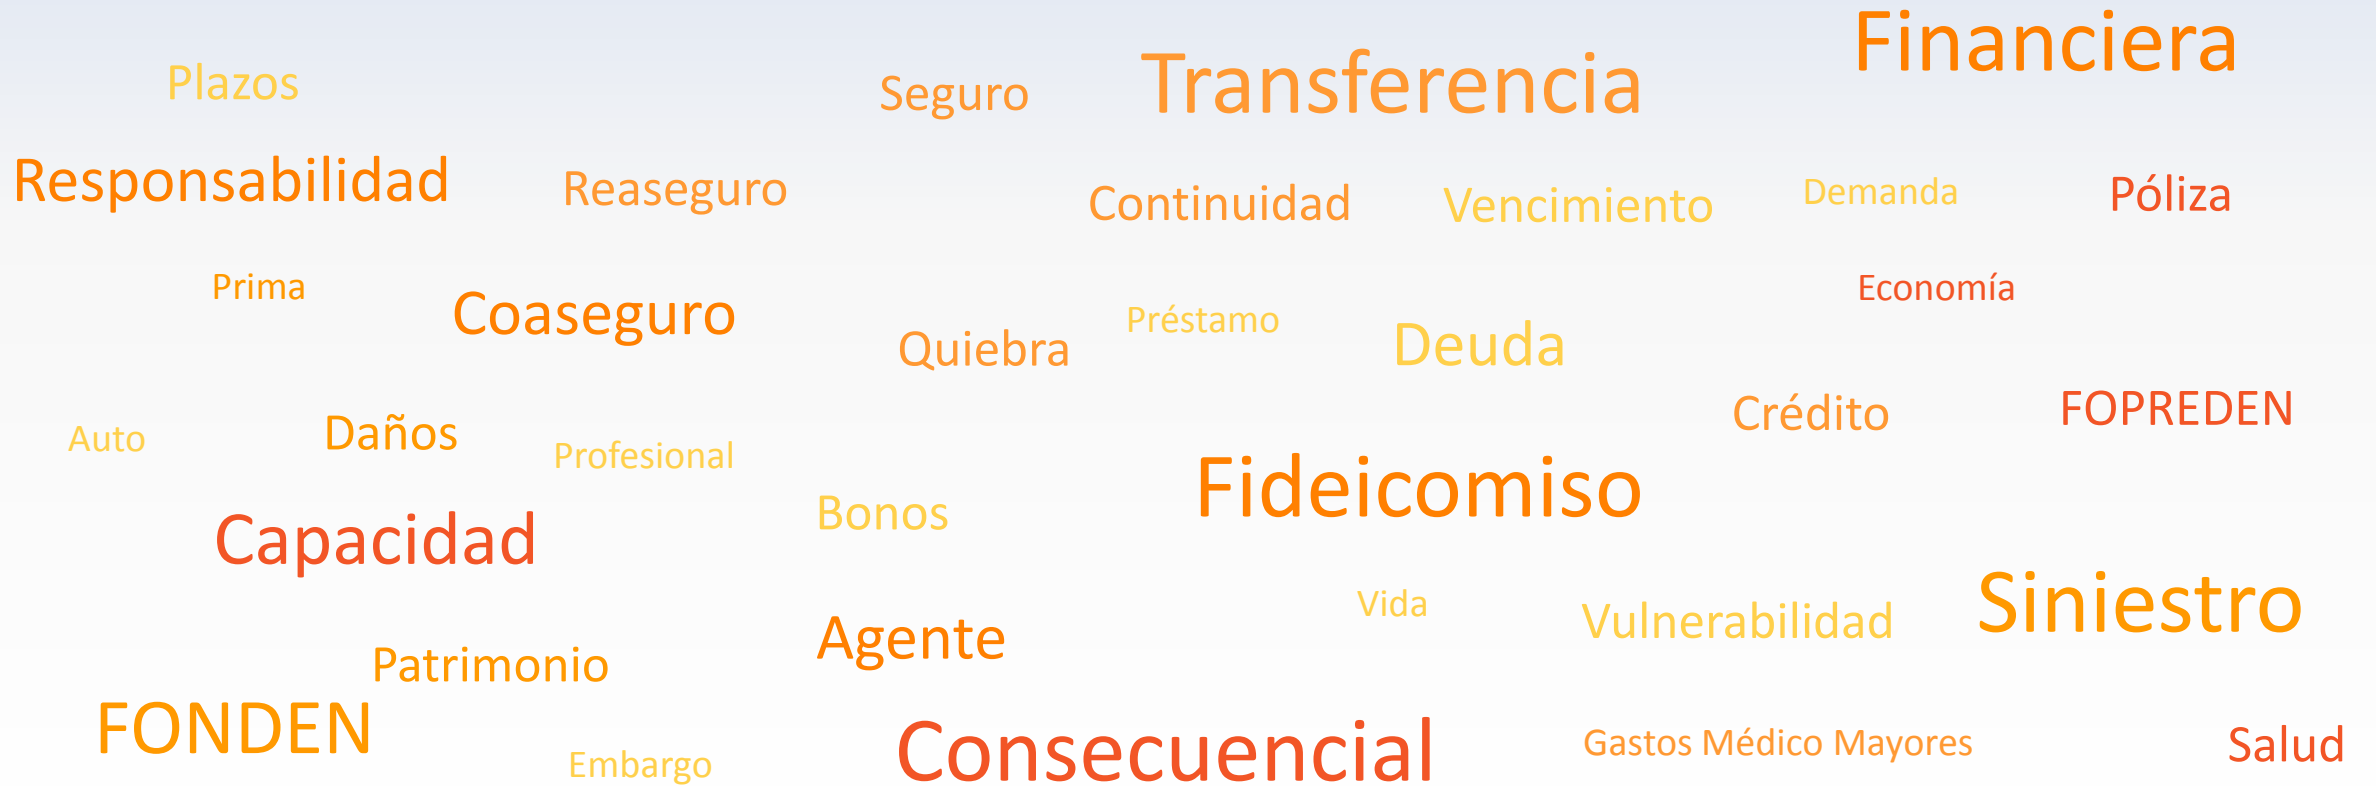 Financiera
Plazos
Seguro
Transferencia
Responsabilidad
Reaseguro
Continuidad
Vencimiento
Demanda
Póliza
Prima
Coaseguro
Préstamo
Economía
Quiebra
Deuda
Auto
Daños
Profesional
Crédito
FOPREDEN
Capacidad
Bonos
Fideicomiso
Agente
Vida
Vulnerabilidad
Siniestro
Patrimonio
FONDEN
Embargo
Consecuencial
Gastos Médico Mayores
Salud